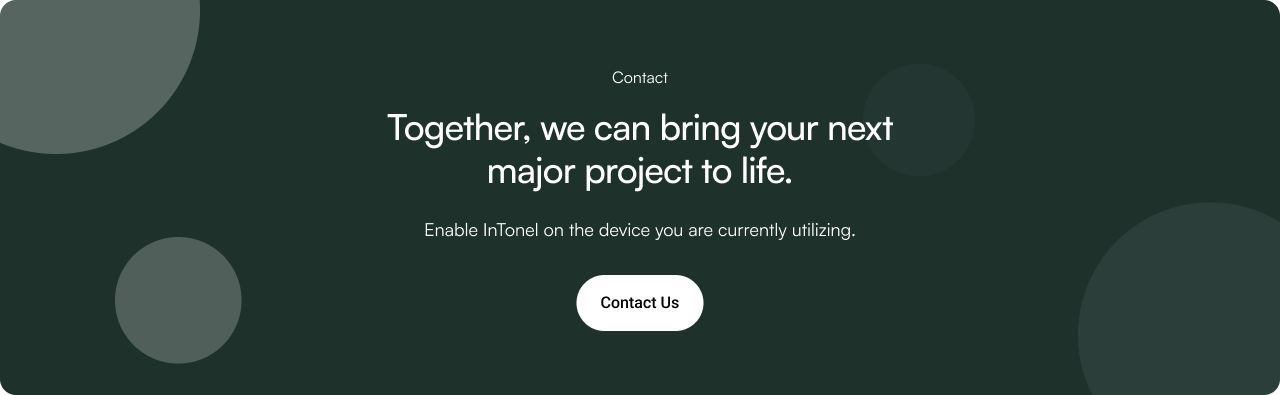 Contact
Together, we can bring your next
major project to life.
Enable InTonel on the device you are currently utilizing.
Contact Us